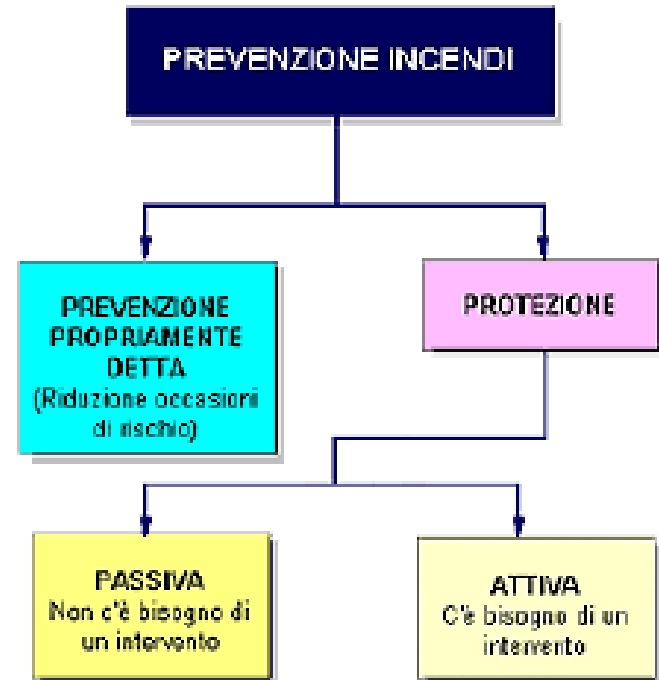 PREVENZIONE INCENDI
PREVENZIONE
PROPRIAMENTE
DETTA
(Riduzione occasioni
di rischio)
PROTEZIONE
PASSIVA
Non c'è bisogno di
un intervento
ATTIVA
C'è bisogno di un
intervento